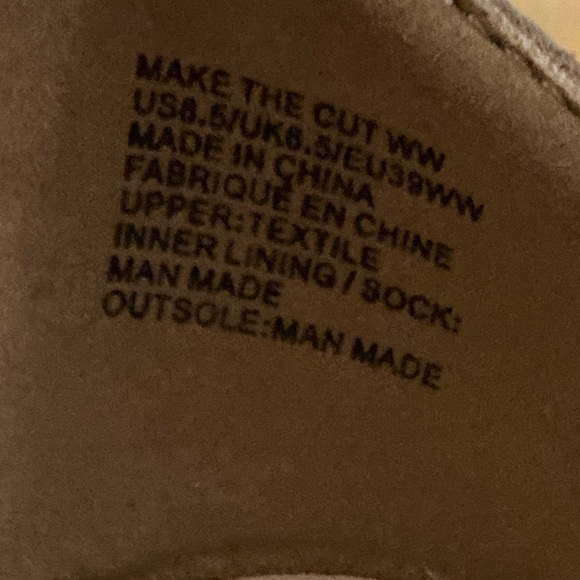 MAKE THE CUT WW
US8.5/UK6.5/EU39WW
MADE IN CHINA
FABRIQUÉ EN CHINE
UPPER:TEXTILE
INNER LINING / SOCK:
MAN MADE
OUTSOLE:MAN MADE